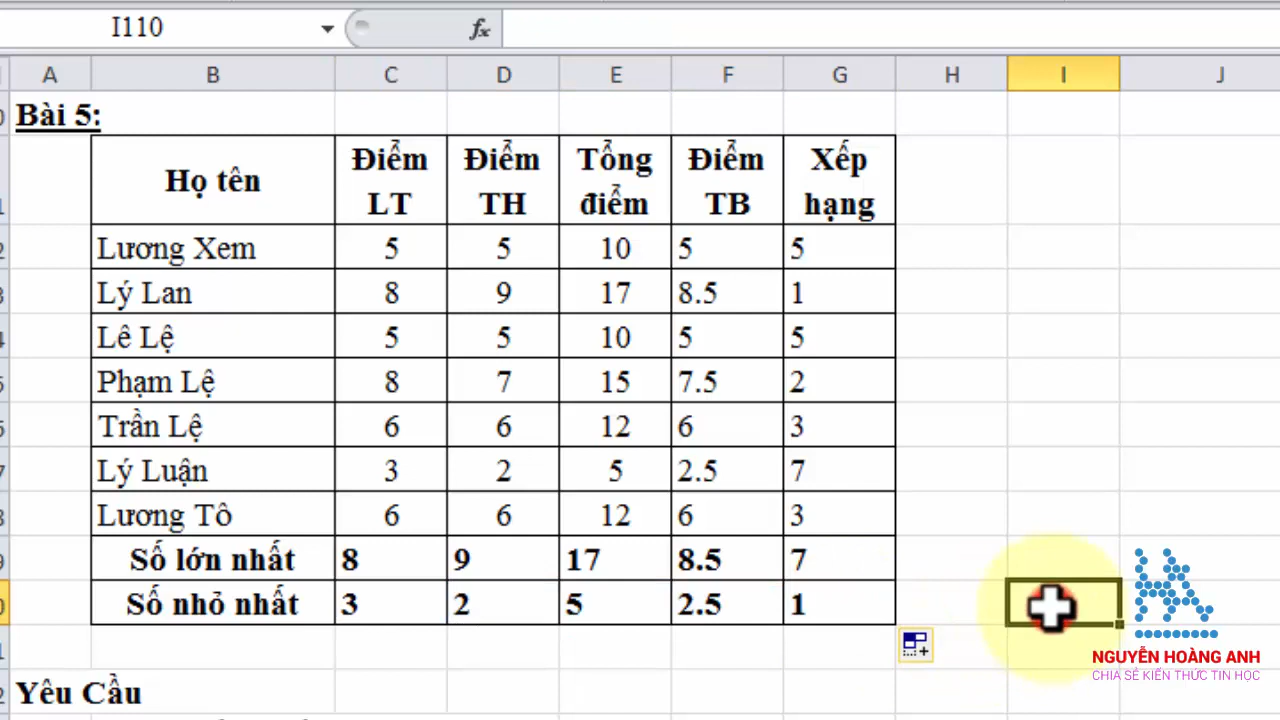 I110
fx
A B C D E F G H I J
Bài 5:
Họ tên Điểm LT Điểm TH Tổng điểm Điểm TB Xếp hạng
Lương Xem 5 5 10 5 5
Lý Lan 8 9 17 8.5 1
Lê Lệ 5 5 10 5 5
Phạm Lệ 8 7 15 7.5 2
Trần Lệ 6 6 12 6 3
Lý Luận 3 2 5 2.5 7
Lương Tô 6 6 12 6 3
Số lớn nhất 8 9 17 8.5 7
Số nhỏ nhất 3 2 5 2.5 1
HA
NGUYỄN HOÀNG ANH
CHIA SẺ KIẾN THỨC TIN HỌC
Yêu Cầu